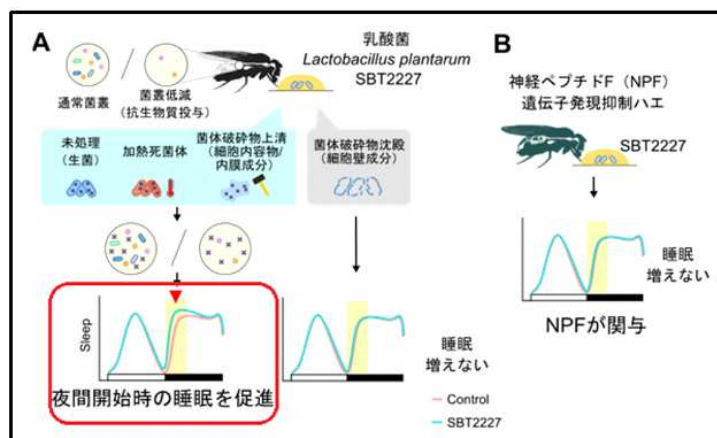 A
乳酸菌
Lactobacillus plantarum
SBT2227
通常菌叢
菌叢低減
(抗生物質投与)
未処理
(生菌)
加熱死菌体
菌体破砕物上清
(細胞内容物/
内膜成分)
菌体破砕物沈殿
(細胞壁成分)
Sleep
夜間開始時の睡眠を促進
睡眠
増えない
Control
SBT2227
B
神経ペプチドF（NPF）
遺伝子発現抑制ハエ
SBT2227
睡眠
増えない
NPFが関与